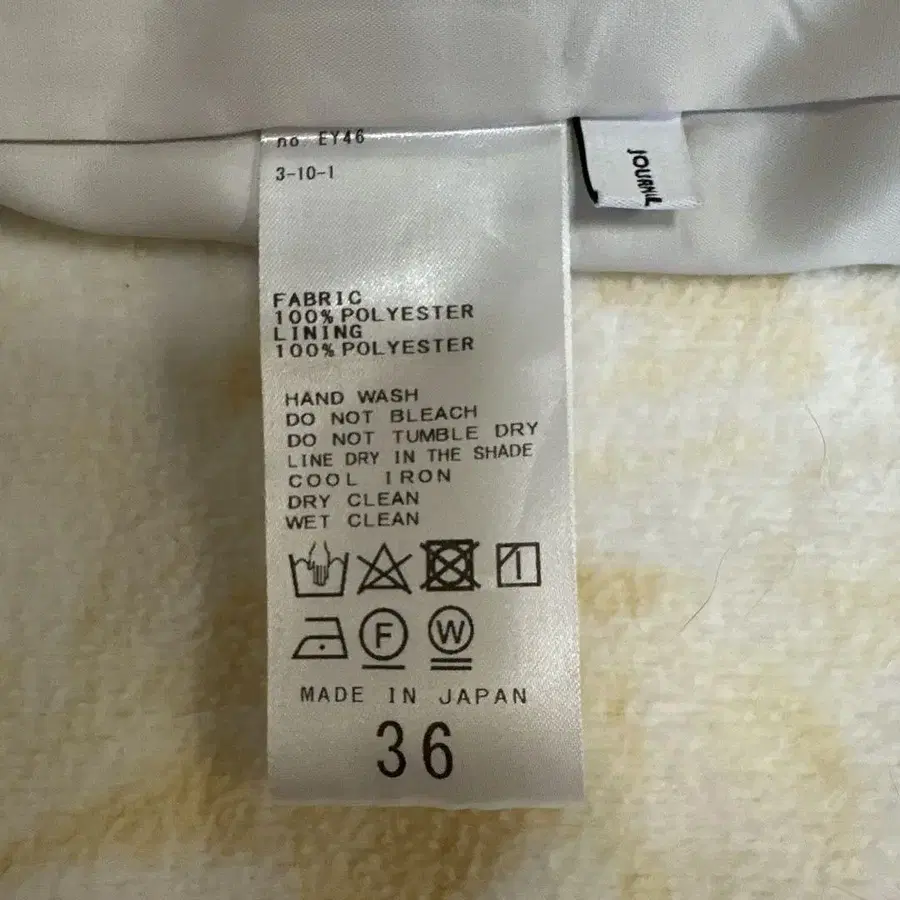 no. EY46
3-10-1
JOURNAL
FABRIC
100% POLYESTER
LINING
100% POLYESTER
HAND WASH
DO NOT BLEACH
DO NOT TUMBLE DRY
LINE DRY IN THE SHADE
COOL IRON
DRY CLEAN
WET CLEAN
F W
MADE IN JAPAN
36